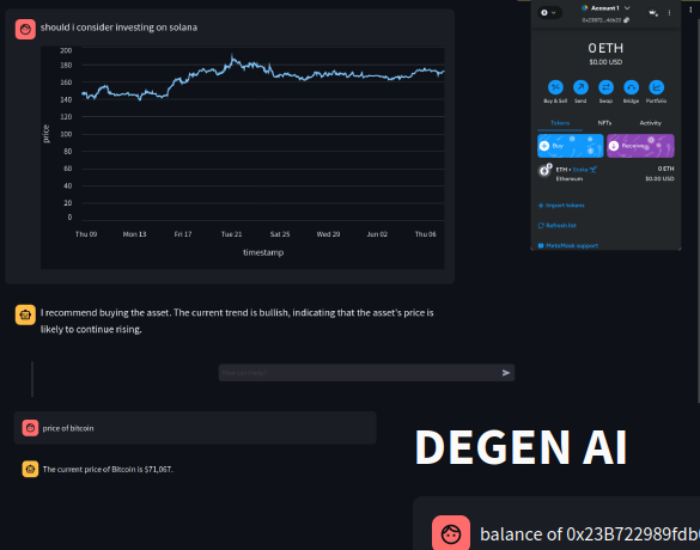 should i consider investing on solana
200
180
160
140
120
100
80
60
40
20
0
price
Thu 09 Mon 13 Fri 17 Tue 21 Sat 25 Wed 29 Jun 02 Thu 06
timestamp
I recommend buying the asset. The current trend is bullish, indicating that the asset's price is
likely to continue rising.
How can I help?
price of bitcoin
The current price of Bitcoin is $71,067.
Account 1
0 ETH
$0.00 USD
Buy & Sell Send Swap Bridge Portfolio
Tokens NFTs Activity
Buy Receive
ETH • Stake 0 ETH
Ethereum $0.00 USD
Import tokens
Refresh list
MetaMask support
DEGEN AI
balance of 0x23B722989fdb